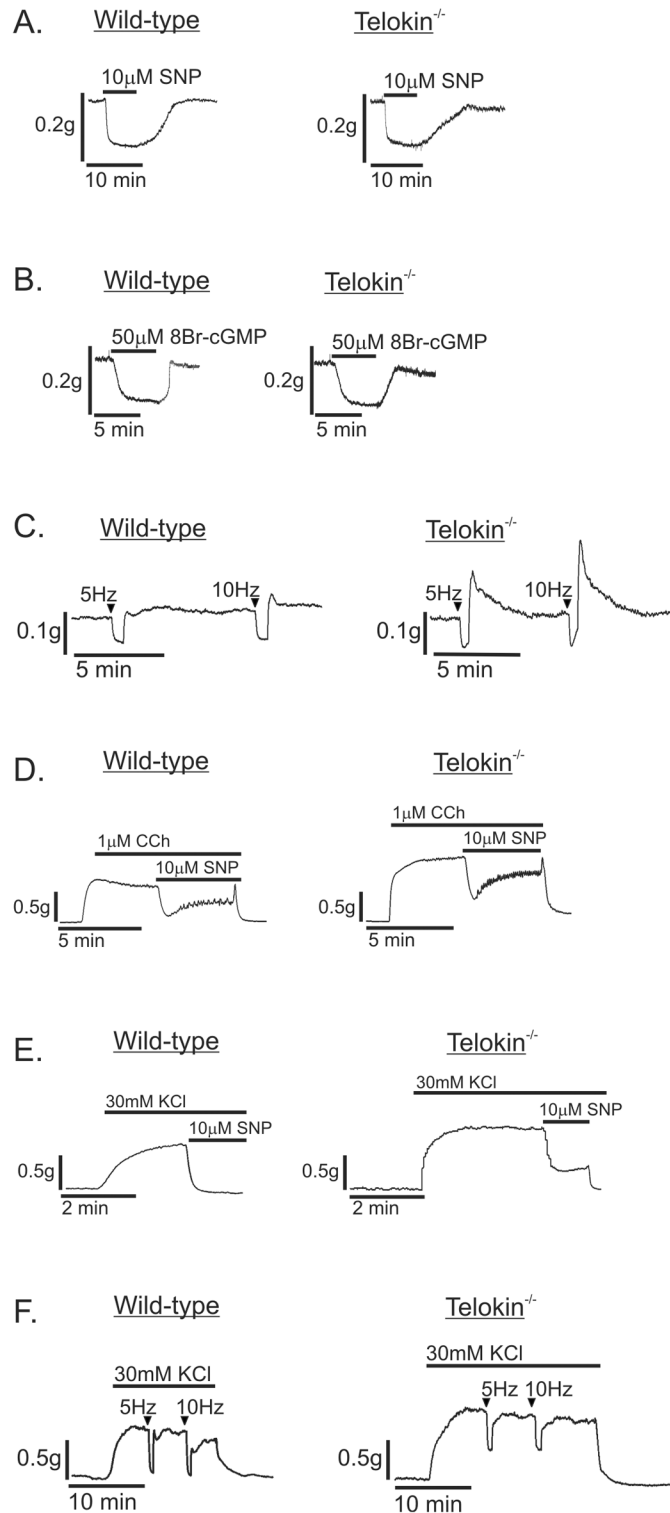 A. Wild-type Telokin-/-
10µM SNP 10µM SNP
0.2g 0.2g
10 min 10 min
B. Wild-type Telokin-/-
50µM 8Br-cGMP 50µM 8Br-cGMP
0.2g 0.2g
5 min 5 min
C. Wild-type Telokin-/-
5Hz 10Hz 5Hz 10Hz
0.1g 0.1g
5 min 5 min
D. Wild-type Telokin-/-
1µM CCh 1µM CCh
10µM SNP 10µM SNP
0.5g 0.5g
5 min 5 min
E. Wild-type Telokin-/-
30mM KCl 30mM KCl
10µM SNP 10µM SNP
0.5g 0.5g
2 min 2 min
F. Wild-type Telokin-/-
30mM KCl 30mM KCl
5Hz 10Hz 5Hz 10Hz
0.5g 0.5g
10 min 10 min